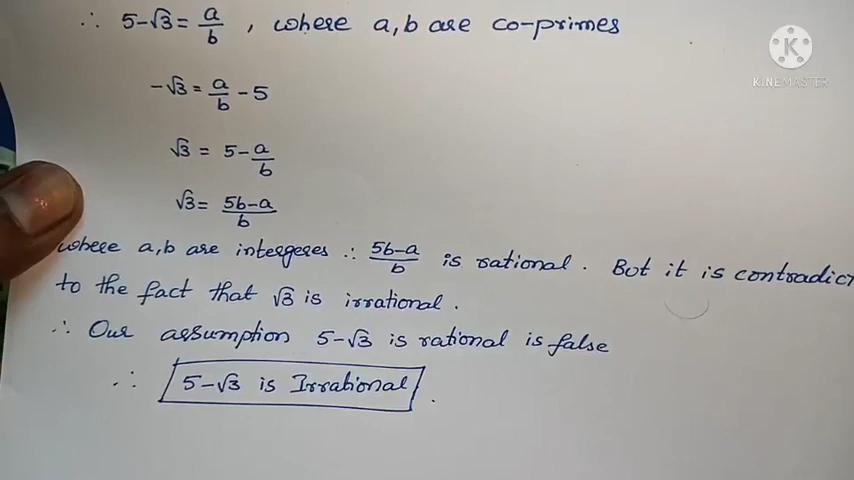 ∴ 5-√3 = a/b , where a,b are co-primes
KINEMASTER
-√3 = a/b - 5
√3 = 5 - a/b
√3 = 5b-a/b
where a,b are intergeres ∴ 5b-a/b is rational. But it is contradict
to the fact that √3 is irrational.
∴ Our assumption 5-√3 is rational is false
∴ 5-√3 is Irrational.